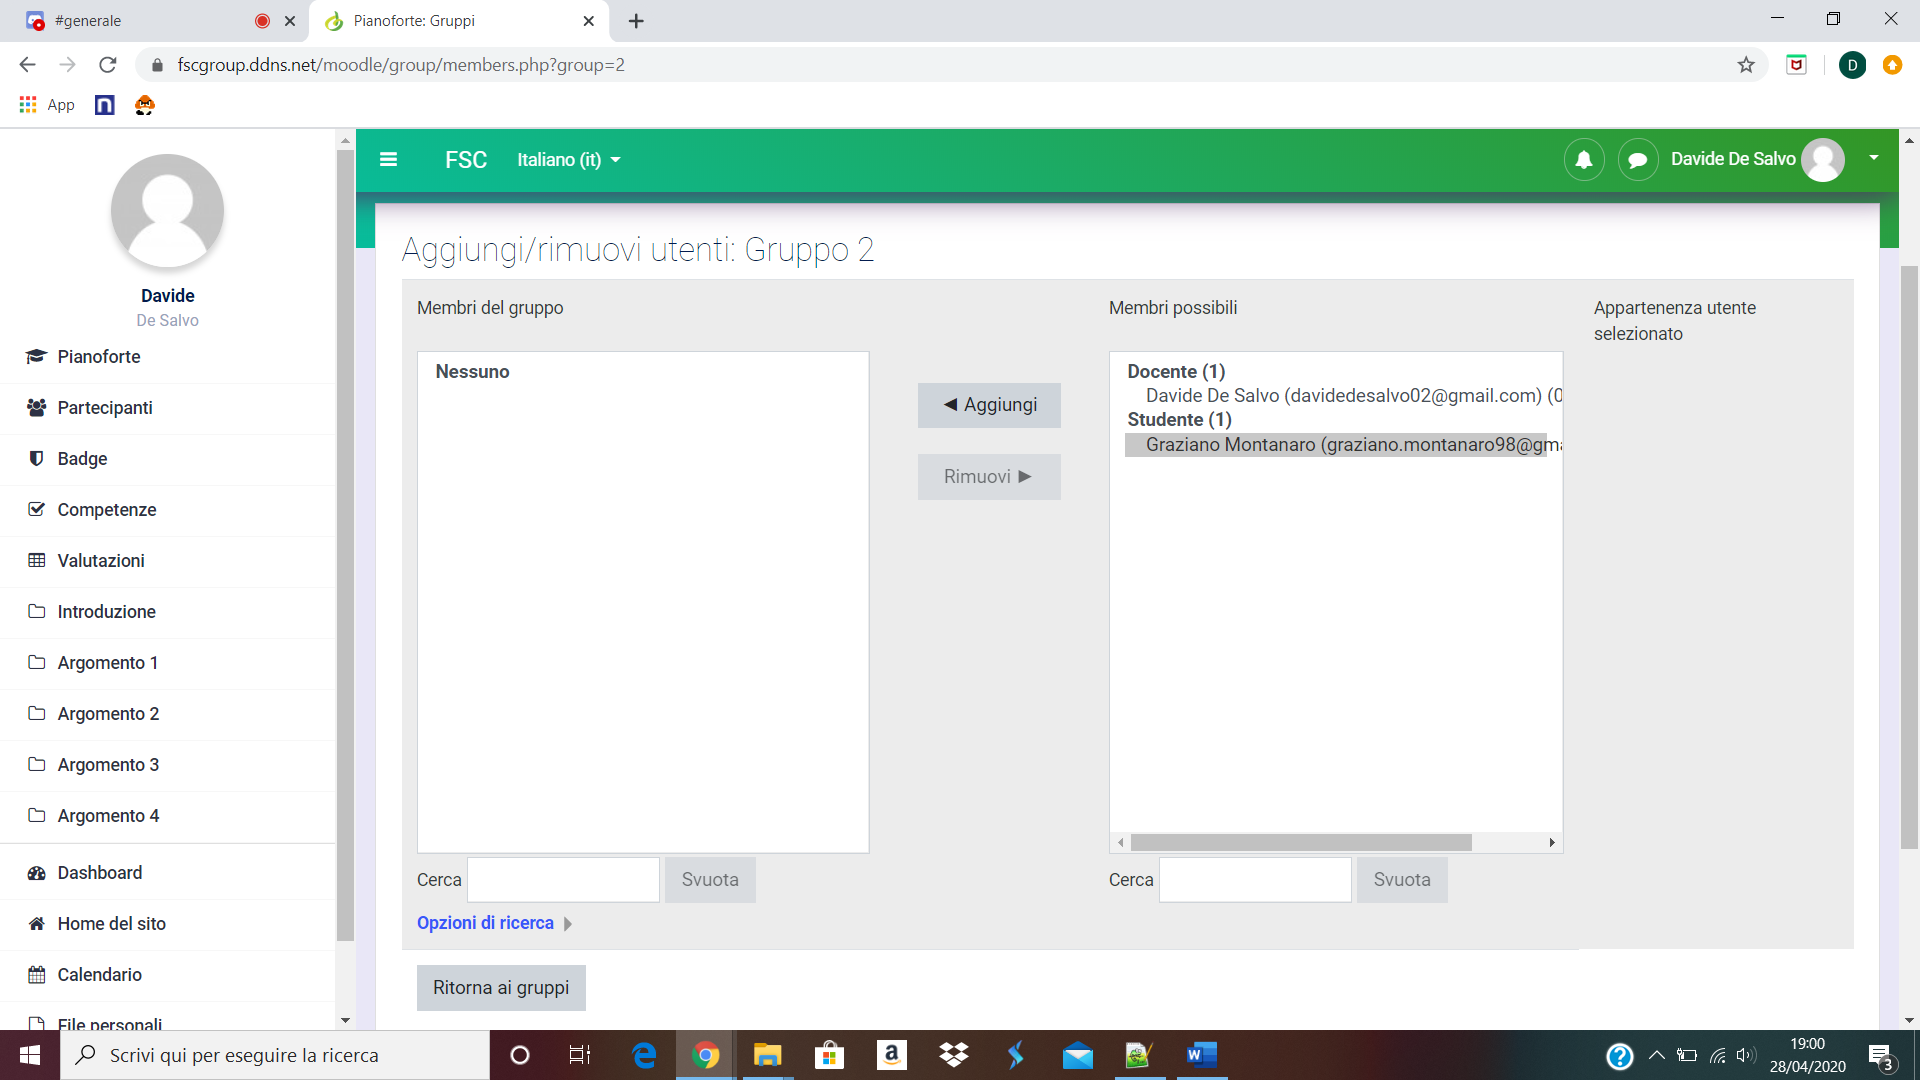 #generale
Pianoforte: Gruppi
fscgroup.ddns.net/moodle/group/members.php?group=2
D
App
n
FSC
Italiano (it)
Davide De Salvo
Davide
De Salvo
Pianoforte
Partecipanti
Badge
Competenze
Valutazioni
Introduzione
Argomento 1
Argomento 2
Argomento 3
Argomento 4
Dashboard
Home del sito
Calendario
File personali
Aggiungi/rimuovi utenti: Gruppo 2
Membri del gruppo
Nessuno
◄ Aggiungi
Rimuovi ►
Membri possibili
Docente (1)
Davide De Salvo (davidedesalvo02@gmail.com) (0
Studente (1)
Graziano Montanaro (graziano.montanaro98@gma
Appartenenza utente
selezionato
Cerca
Svuota
Cerca
Svuota
Opzioni di ricerca
Ritorna ai gruppi
Scrivi qui per eseguire la ricerca
19:00
28/04/2020
3